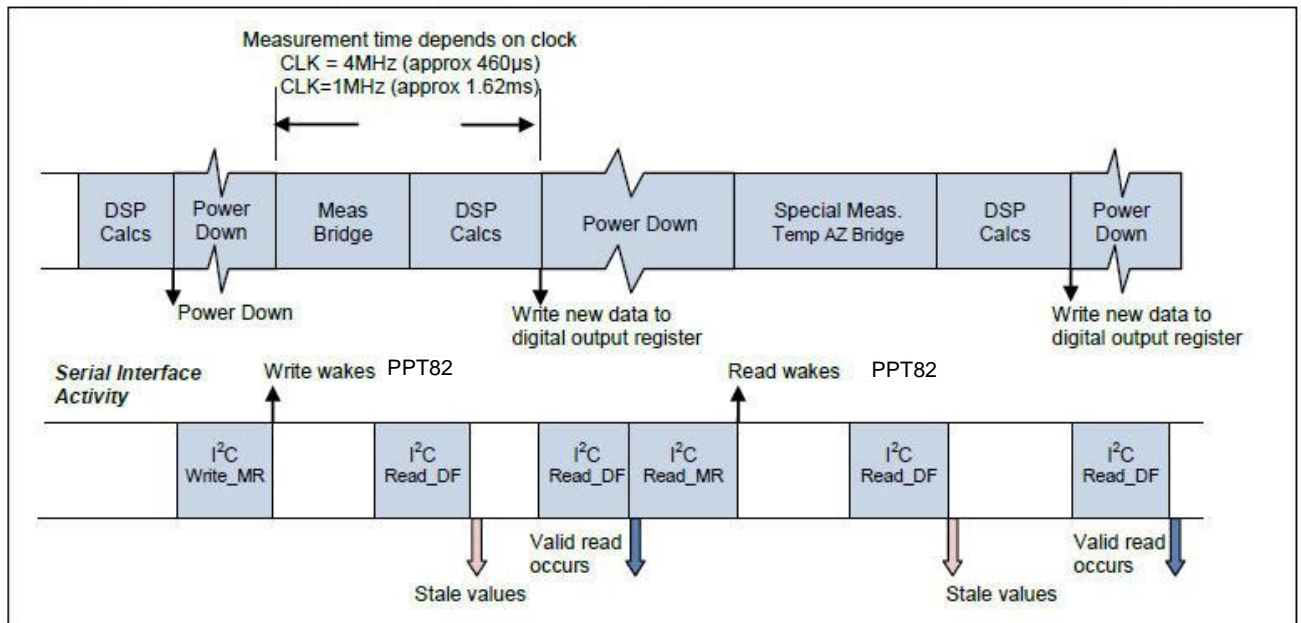 Measurement time depends on clock
CLK = 4MHz (approx 460µs)
CLK=1MHz (approx 1.62ms)
DSP
Calcs
Power
Down
Meas
Bridge
DSP
Calcs
Power Down
Special Meas.
Temp AZ Bridge
DSP
Calcs
Power
Down
Power Down
Write new data to
digital output register
Write new data to
digital output register
Serial Interface
Activity
Write wakes PPT82
Read wakes PPT82
I²C
Write_MR
I²C
Read_DF
I²C
Read_DF
I²C
Read_MR
I²C
Read_DF
I²C
Read_DF
Valid read
occurs
Valid read
occurs
Stale values
Stale values